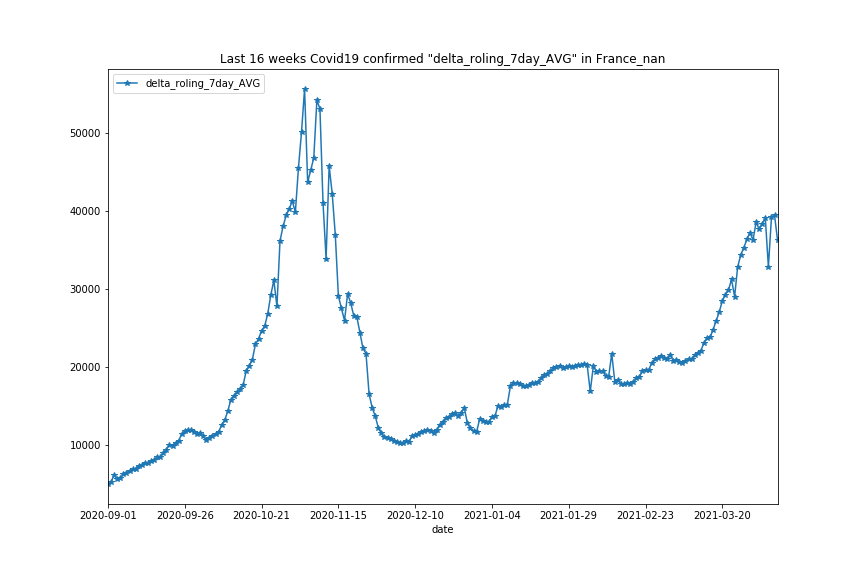 Last 16 weeks Covid19 confirmed "delta_roling_7day_AVG" in France_nan
delta_roling_7day_AVG
50000
40000
30000
20000
10000
2020-09-01 2020-09-26 2020-10-21 2020-11-15 2020-12-10 2021-01-04 2021-01-29 2021-02-23 2021-03-20
date